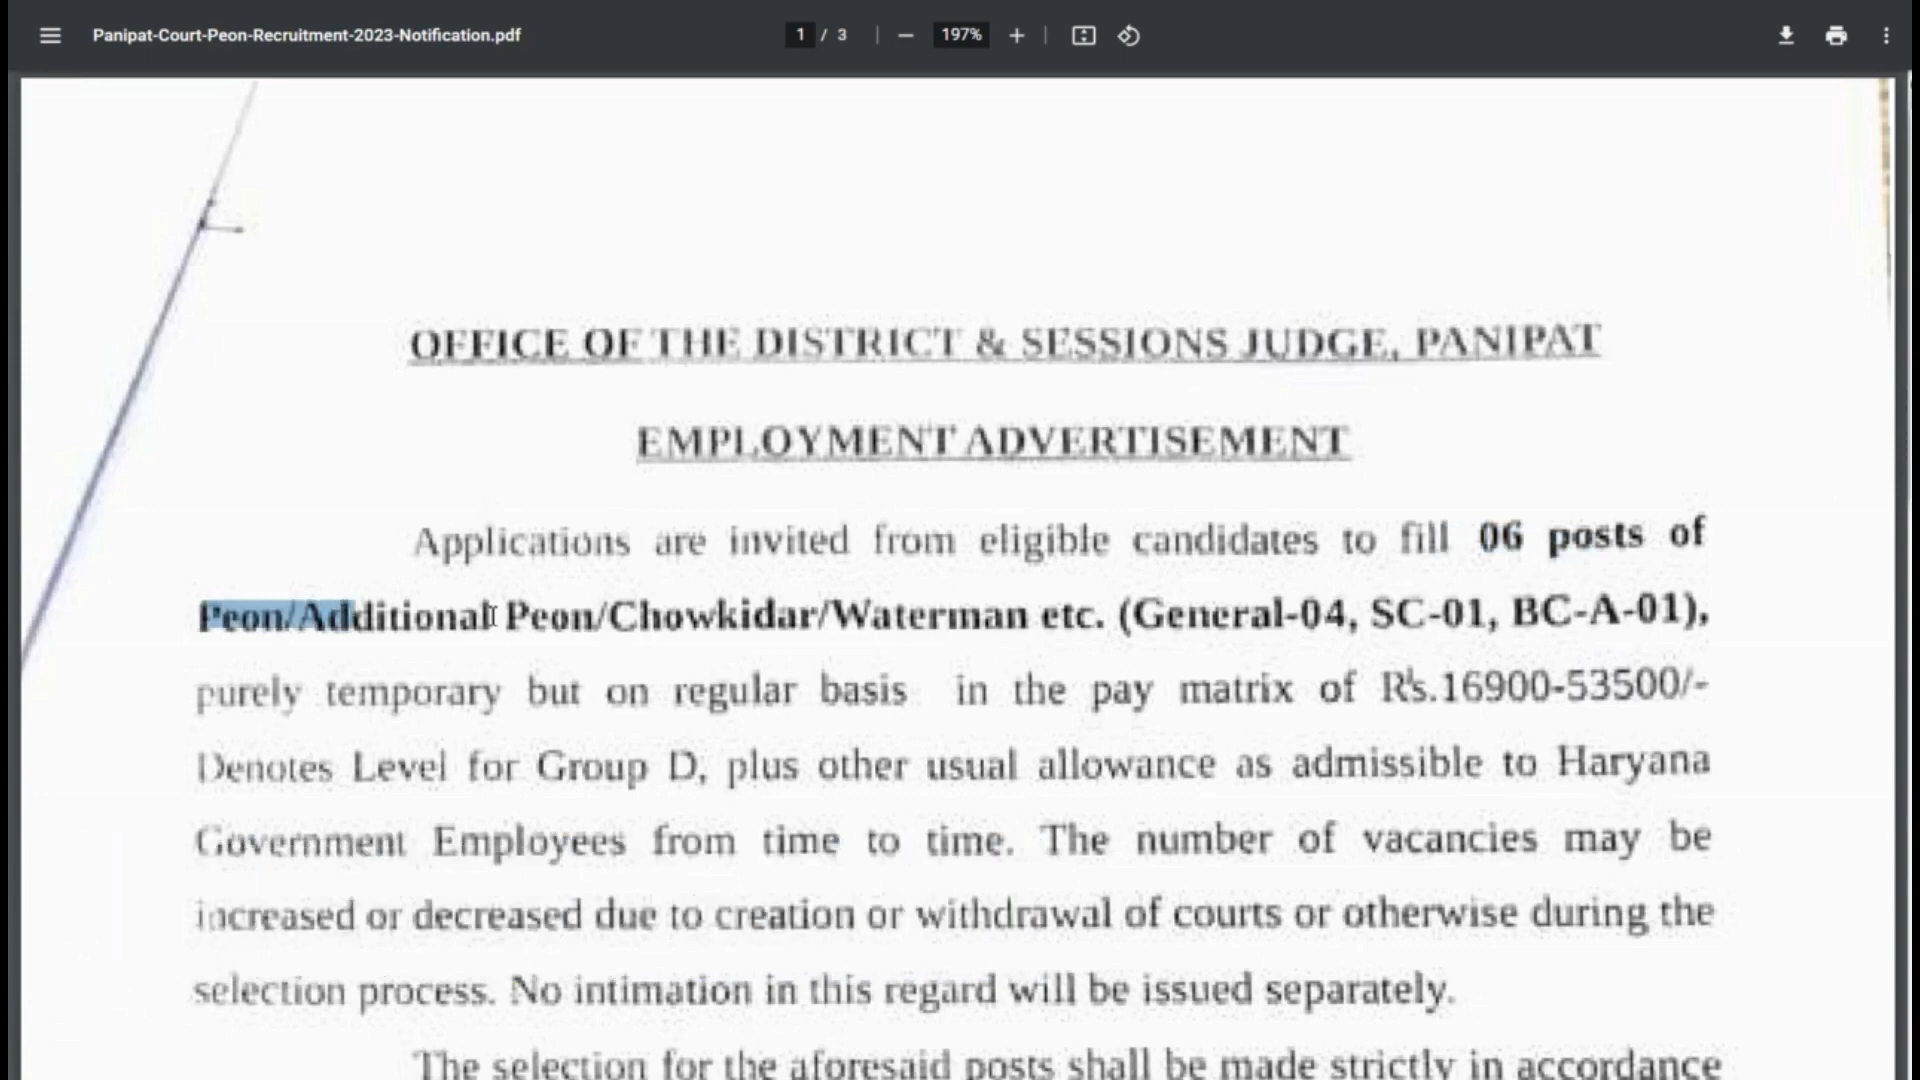 Panipat-Court-Peon-Recruitment-2023-Notification.pdf
1 / 3
197%
OFFICE OF THE DISTRICT & SESSIONS JUDGE, PANIPAT
EMPLOYMENT ADVERTISEMENT
Applications are invited from eligible candidates to fill 06 posts of
Peon/Additional Peon/Chowkidar/Waterman etc. (General-04, SC-01, BC-A-01),
purely temporary but on regular basis in the pay matrix of Rs.16900-53500/-
Denotes Level for Group D, plus other usual allowance as admissible to Haryana
Government Employees from time to time. The number of vacancies may be
increased or decreased due to creation or withdrawal of courts or otherwise during the
selection process. No intimation in this regard will be issued separately.
The selection for the aforesaid posts shall be made strictly in accordance